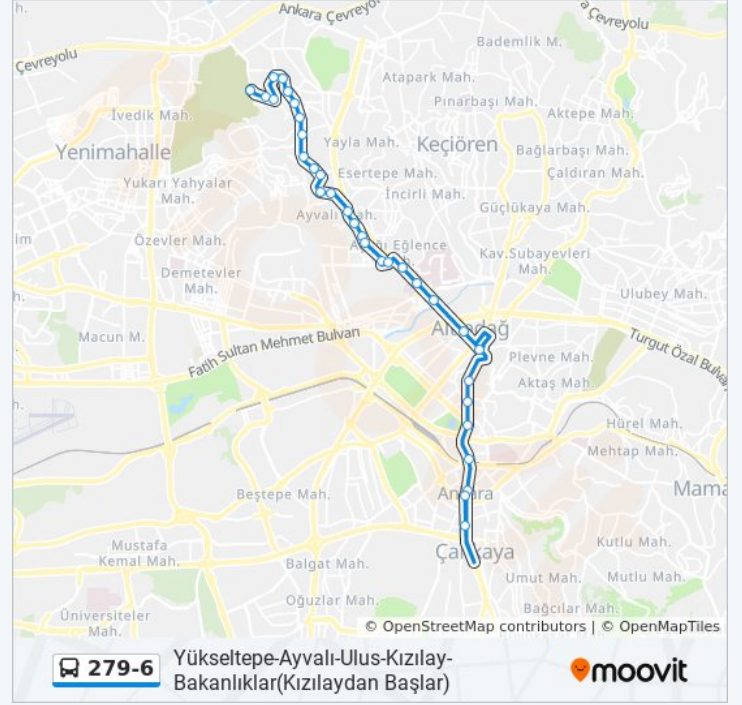 h.
Ankara Çevreyo
a Çevreyolu
Bademlik M.
Çevreyolu
Atapark Mah.
Pınarbaşı Mah.
Aktepe Mah.
İvedik Mah.
Yenimahalle
Yayla Mah.
Keçiören
Bağlarbaşı Mah.
Esertepe Mah.
Çaldıran Mah.
Yukarı Yahyalar
Mah.
İncirli Mah.
Güçlükaya Mah.
Ayvalı Mah.
im
Özevler Mah.
Eğlence
Kav.Subayevleri
Mah.
Demetevler
Mah.
h.
Ulubey Mah.
Macun M.
Fatih Sultan Mehmet Bulvarı
Altındağ
Turgut Özal Bulvarı
Plevne Mah.
Aktaş Mah.
h.
Hürel Mah.
Mehtap Mah.
Beştepe Mah.
Ankara
Mama
Mustafa
Kemal Mah.
Balgat Mah.
Çankaya
Kutlu Mah.
Umut Mah.
Mutlu Mah.
Oğuzlar Mah.
Bağcılar Mah.
Üniversiteler
Mah.
© OpenStreetMap contributors | © OpenMapTiles
279-6
Yükseltepe-Ayvalı-Ulus-Kızılay-
Bakanlıklar(Kızılaydan Başlar)
moovit